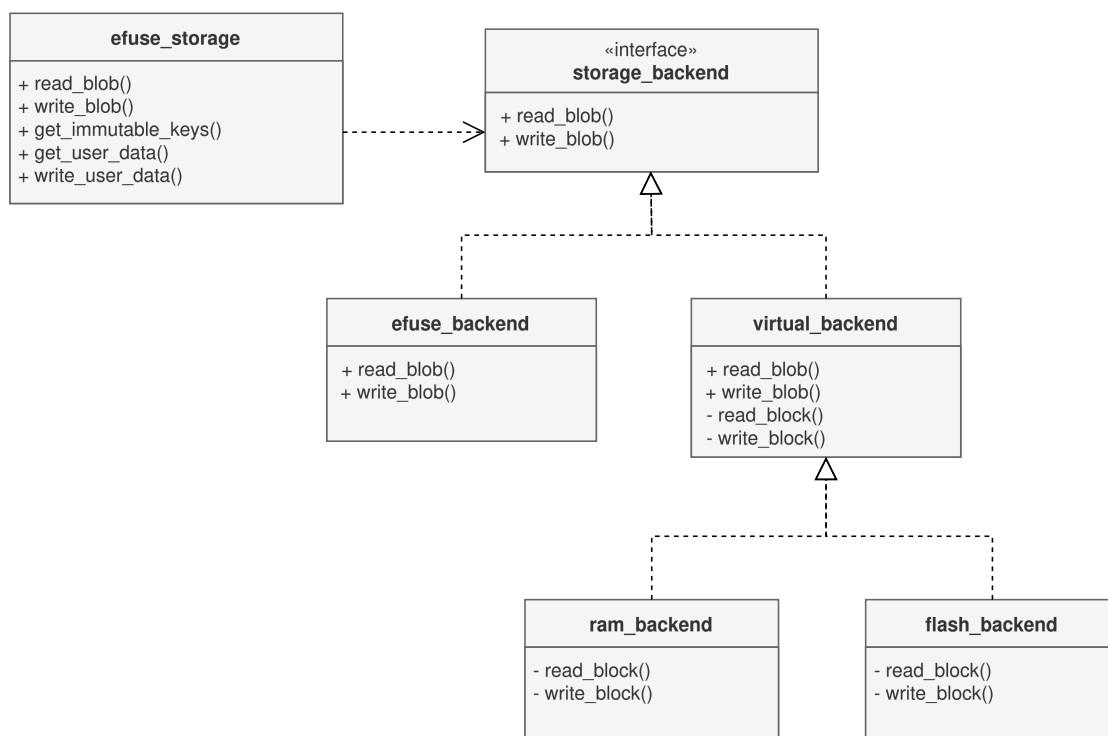 efuse_storage
+ read_blob()
+ write_blob()
+ get_immutable_keys()
+ get_user_data()
+ write_user_data()
«interface»
storage_backend
+ read_blob()
+ write_blob()
efuse_backend
+ read_blob()
+ write_blob()
virtual_backend
+ read_blob()
+ write_blob()
- read_block()
- write_block()
ram_backend
- read_block()
- write_block()
flash_backend
- read_block()
- write_block()